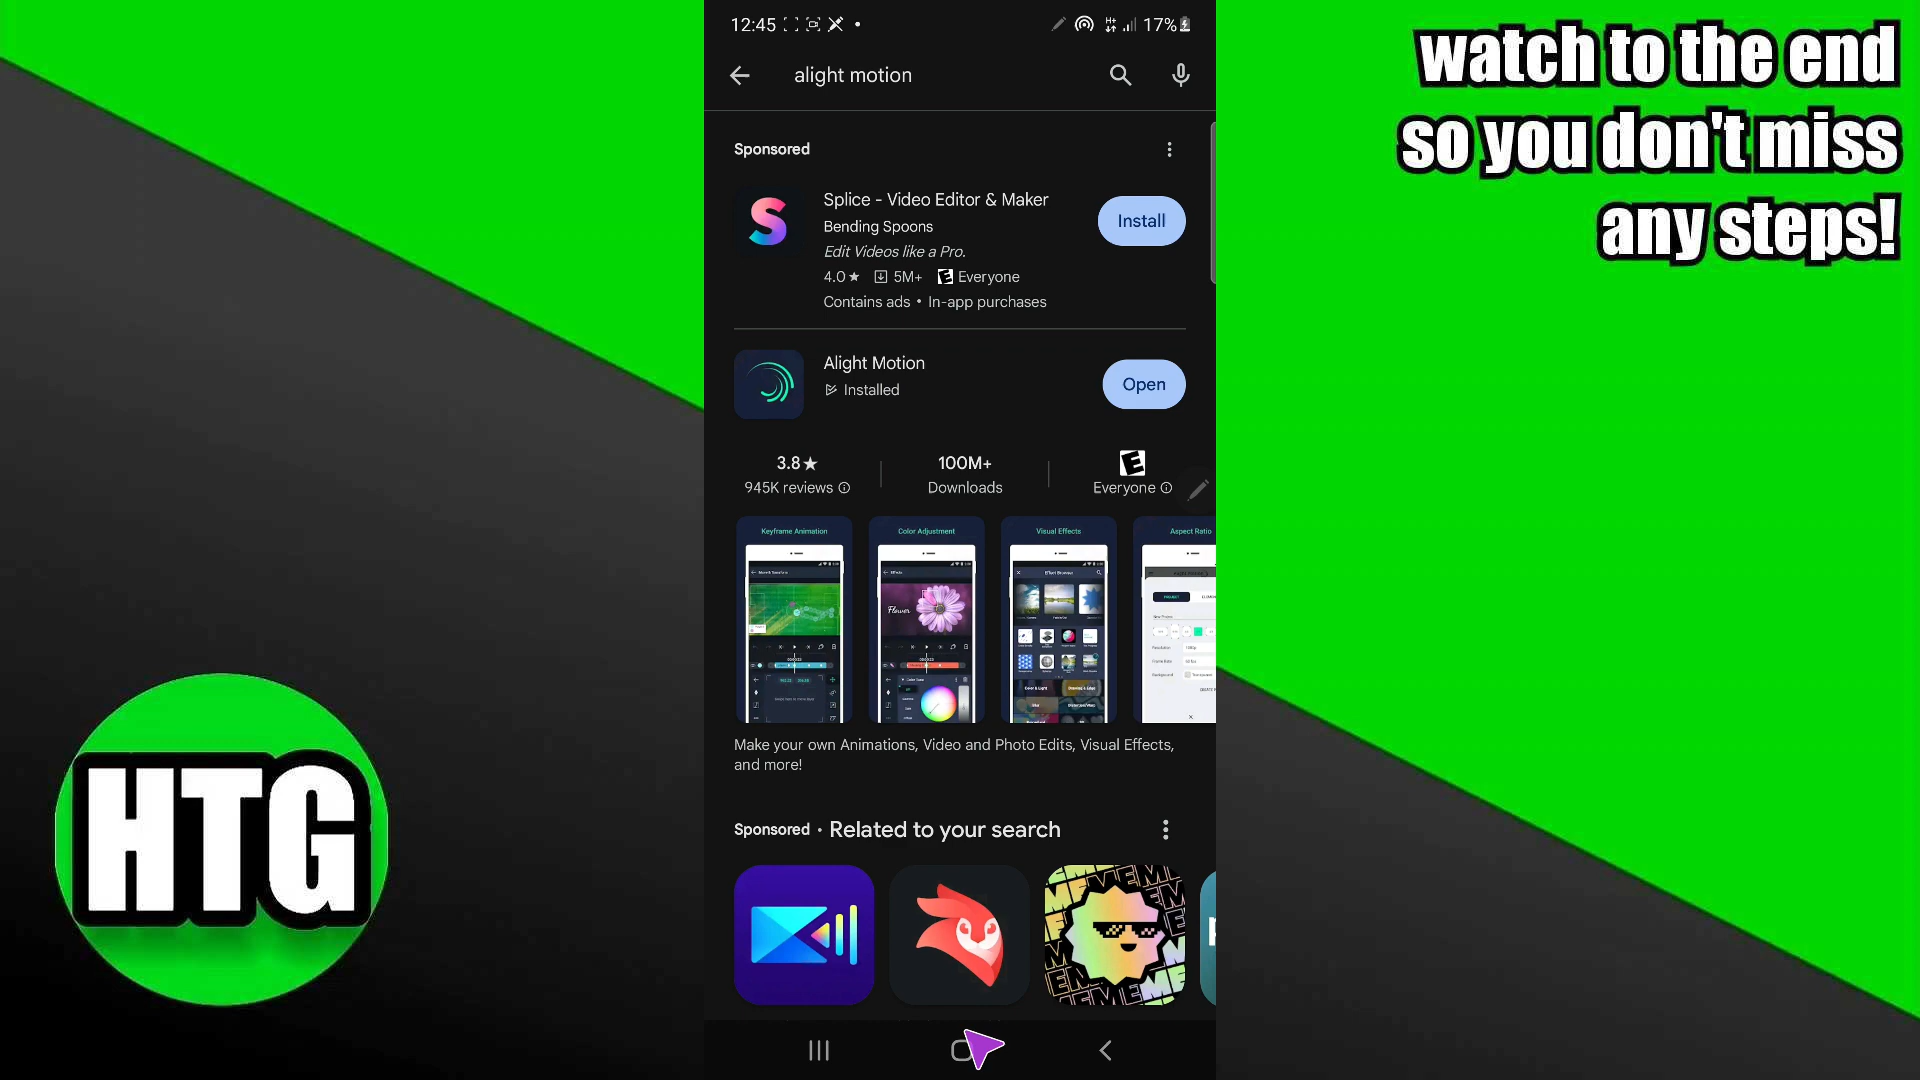 12:45
17%
alight motion
Sponsored
Splice - Video Editor & Maker
Bending Spoons
Edit Videos like a Pro.
4.0★ 5M+ Everyone
Contains ads • In-app purchases
Install
Alight Motion
Installed
Open
3.8★
945K reviews
100M+
Downloads
E
Everyone
Keyframe Animation
Color Adjustment
Visual Effects
Aspect Ratio
Flower
Make your own Animations, Video and Photo Edits, Visual Effects,
and more!
Sponsored • Related to your search
watch to the end
so you don't miss
any steps!
HTG